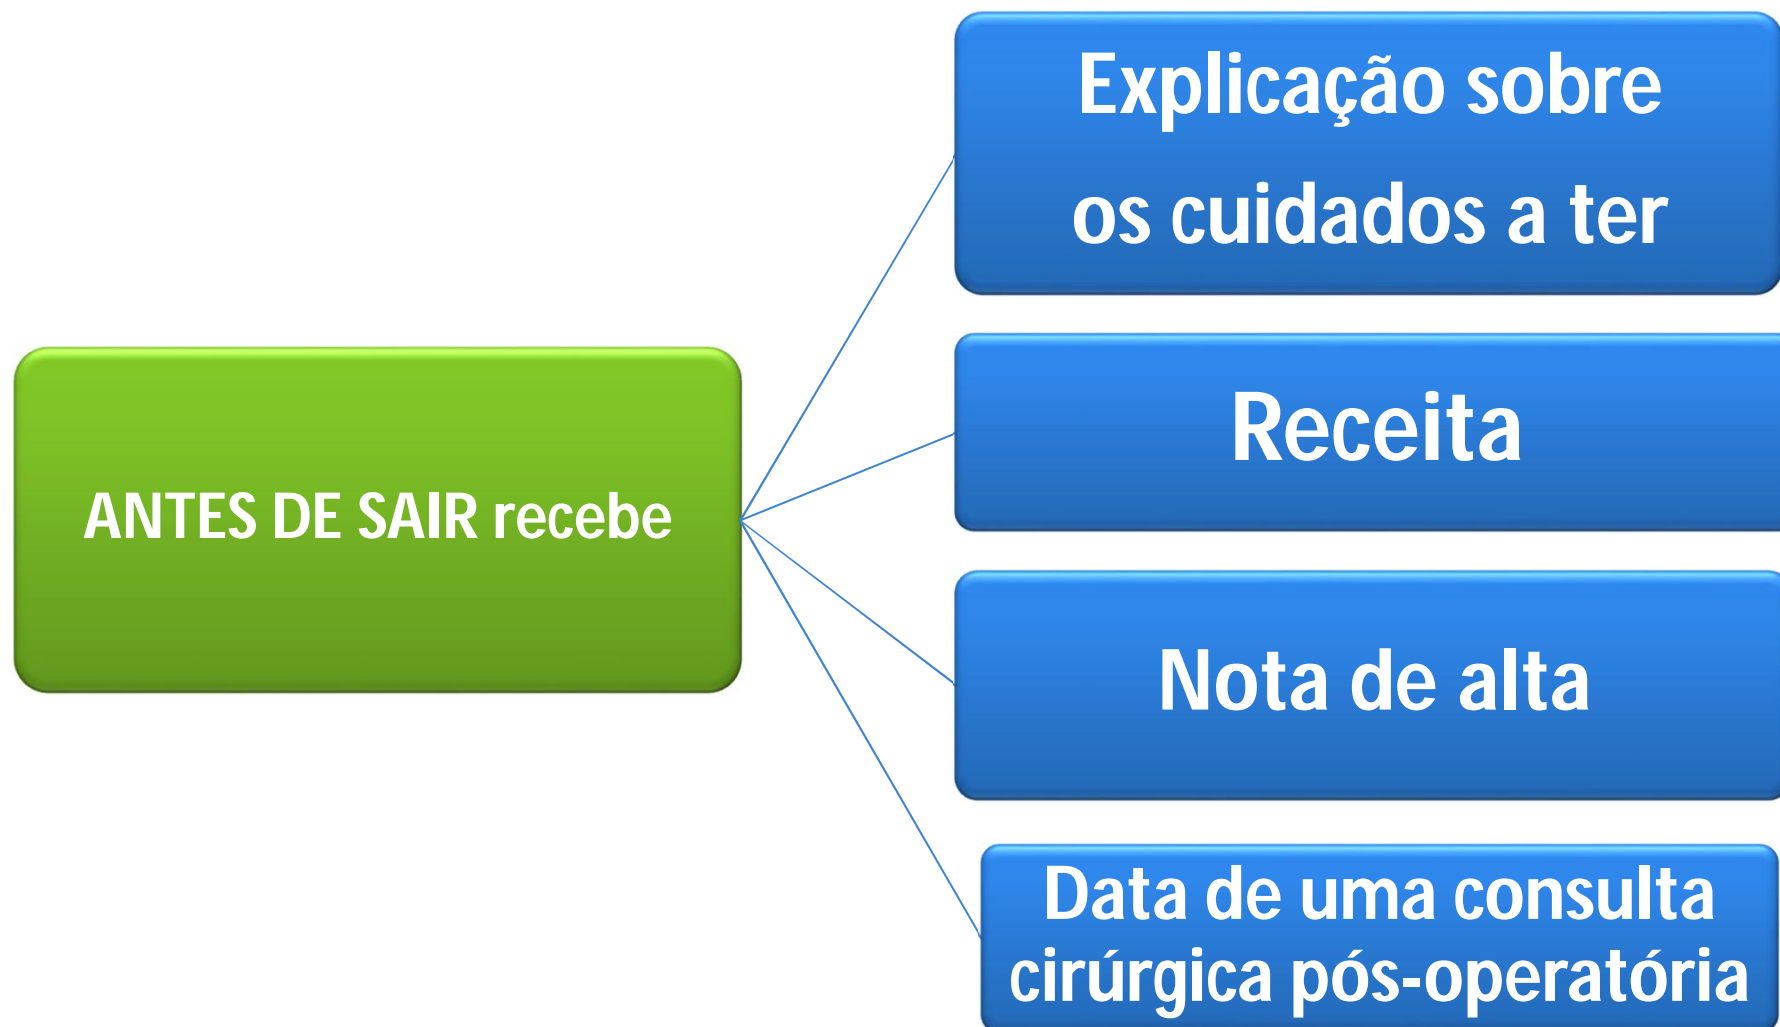 ANTES DE SAIR recebe
Explicação sobre
os cuidados a ter
Receita
Nota de alta
Data de uma consulta
cirúrgica pós-operatória